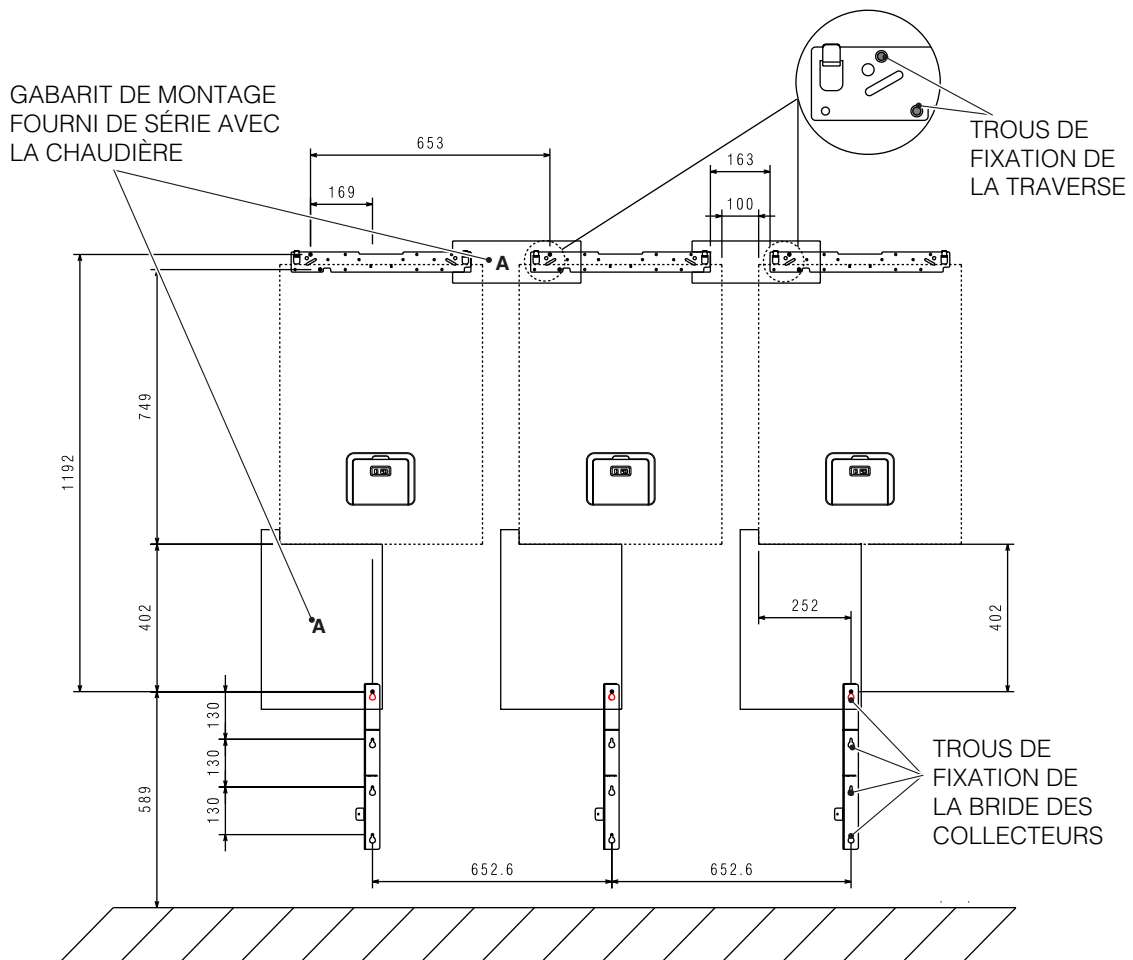 GABARIT DE MONTAGE
FOURNI DE SÉRIE AVEC
LA CHAUDIÈRE
TROUS DE
FIXATION DE
LA TRAVERSE
653
163
169
100
A
749
1192
402
252
402
A
130
130
130
589
TROUS DE
FIXATION DE
LA BRIDE DES
COLLECTEURS
652.6
652.6